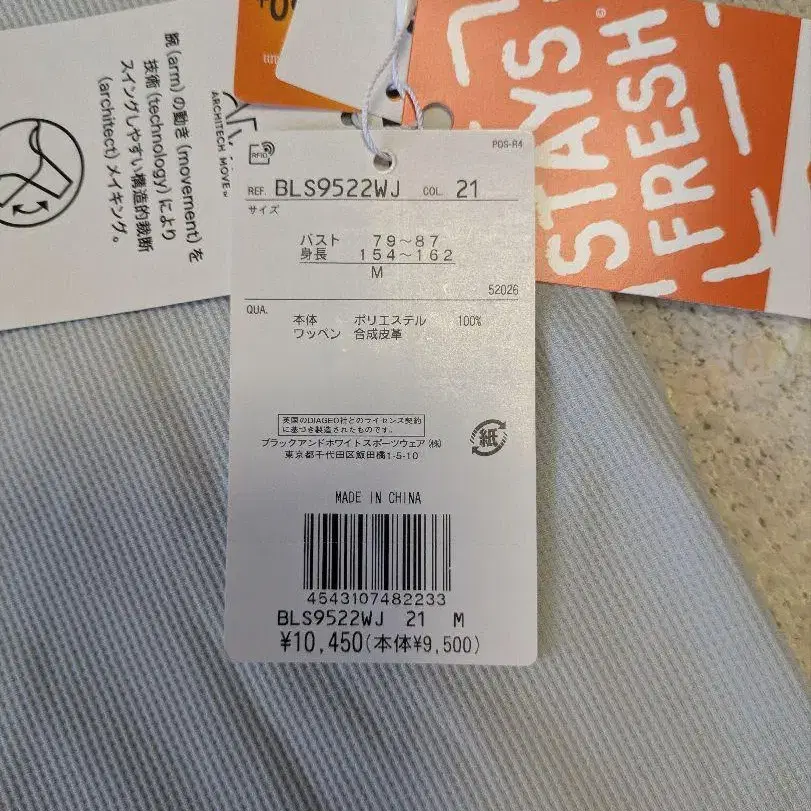 腕(arm)の動き(movement)を
技術(technology)により
スイングしやすい構造的裁断
(architect)メイキング。
ARCHITECH MOVE™
STAYS
FRESH
©
POS-R4
RFID
REF. BLS9522WJ COL. 21
サイズ
バスト 79～87
身長 154～162
M
52026
QUA.
本体 ポリエステル 100%
ワッペン 合成皮革
英国のDIAGEO社とのライセンス契約
に基づき製造されたものです。
ブラックアンドホワイトスポーツウェア㈱
東京都千代田区飯田橋1-5-10
紙
MADE IN CHINA
4543107482233
BLS9522WJ 21 M
¥10,450(本体¥9,500)